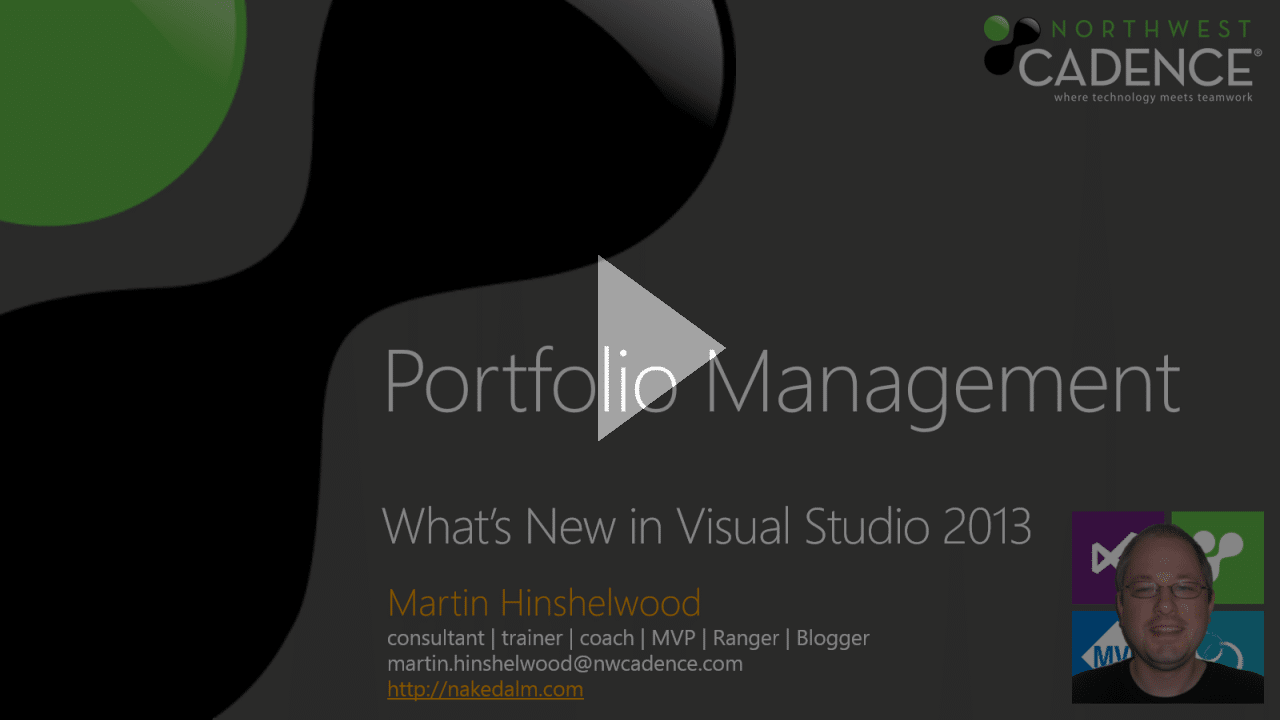 NORTHWEST
CADENCE®
where technology meets teamwork
Portfolio Management
What's New in Visual Studio 2013
Martin Hinshelwood
consultant | trainer | coach | MVP | Ranger | Blogger
martin.hinshelwood@nwcadence.com
http://nakedalm.com
MV